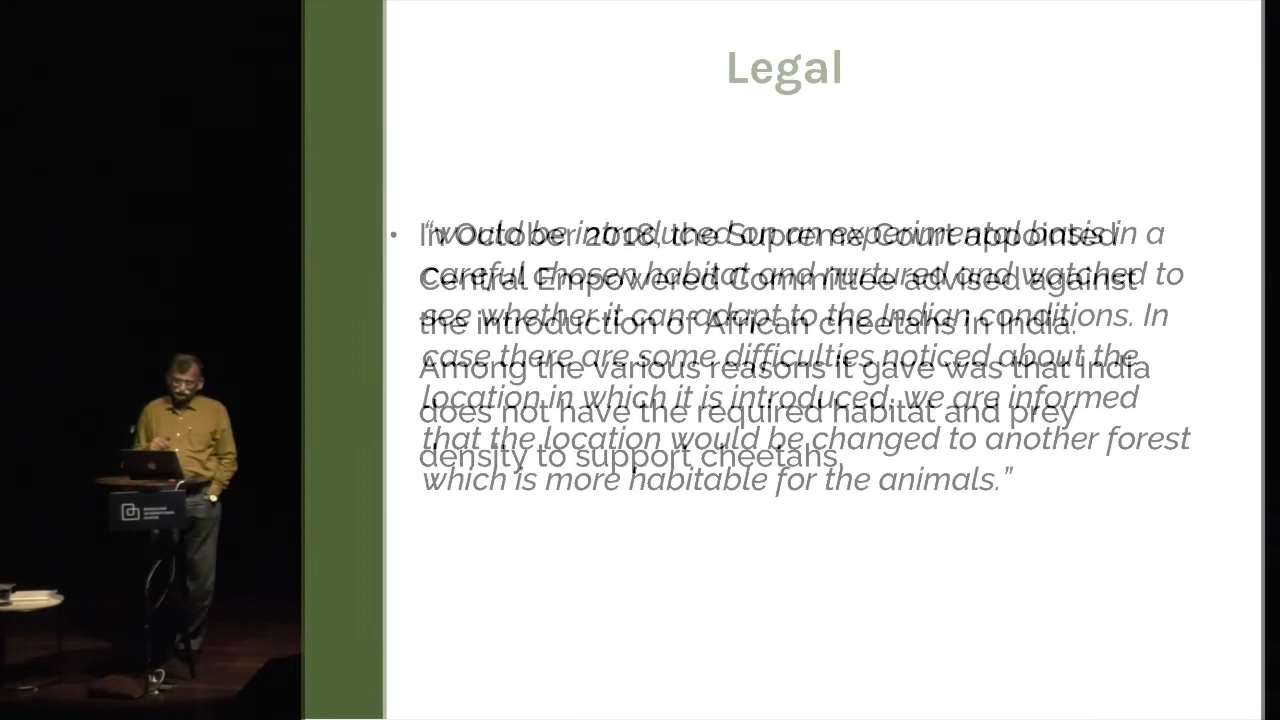 Legal
• In October 2018, the Supreme Court appointed
Central Empowered Committee advised against
the introduction of African cheetahs in India.
Among the various reasons it gave was that India
does not have the required habitat and prey
density to support cheetahs.
“would be introduced on an experimental basis in a
careful chosen habitat and nurtured and watched to
see whether it can adapt to the Indian conditions. In
case there are some difficulties noticed about the
location in which it is introduced, we are informed
that the location would be changed to another forest
which is more habitable for the animals.”
BANGALORE
INTERNATIONAL
CENTRE